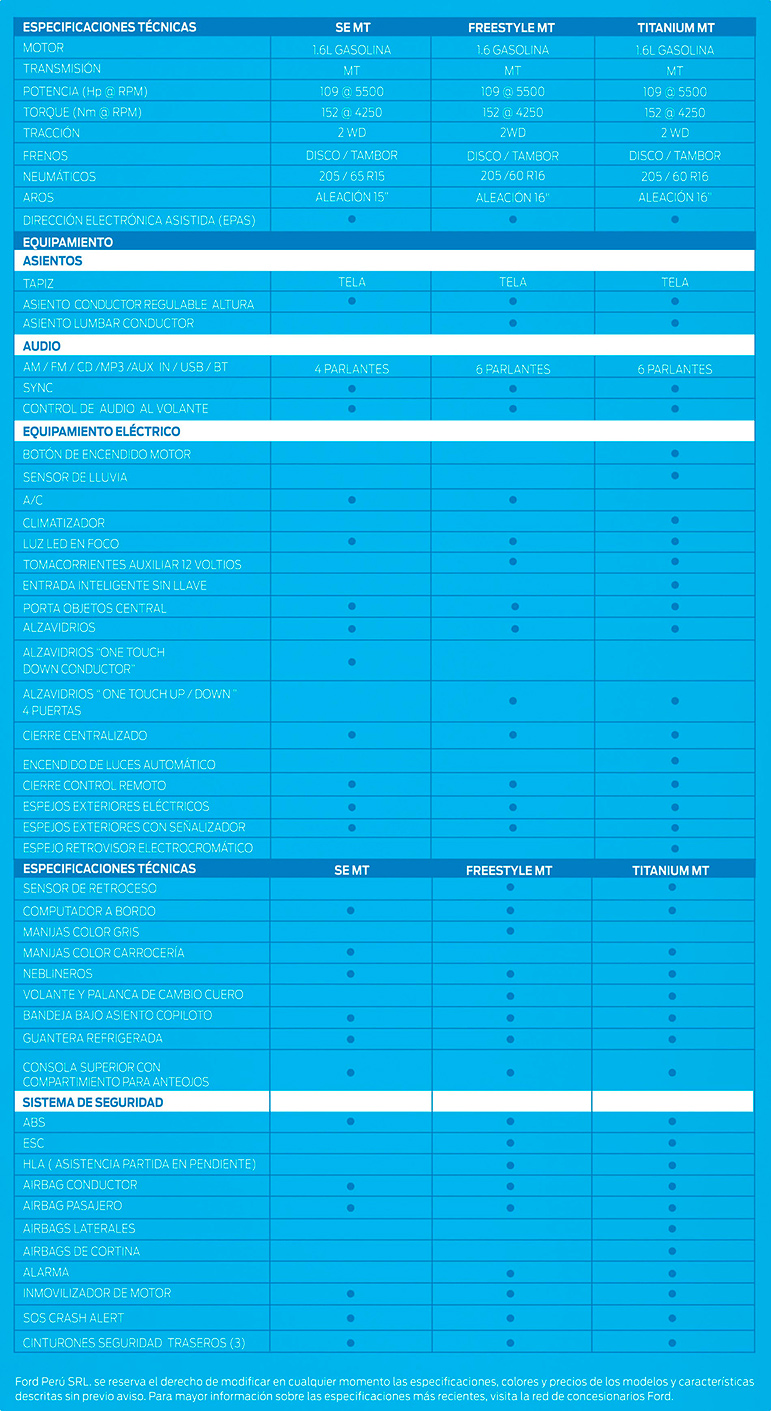 ESPECIFICACIONES TÉCNICAS SE MT FREESTYLE MT TITANIUM MT
MOTOR 1.6L GASOLINA 1.6 GASOLINA 1.6L GASOLINA
TRANSMISIÓN MT MT MT
POTENCIA (Hp @ RPM) 109 @ 5500 109 @ 5500 109 @ 5500
TORQUE (Nm @ RPM) 152 @ 4250 152 @ 4250 152 @ 4250
TRACCIÓN 2 WD 2WD 2 WD
FRENOS DISCO / TAMBOR DISCO / TAMBOR DISCO / TAMBOR
NEUMÁTICOS 205 / 65 R15 205 /60 R16 205 / 60 R16
AROS ALEACIÓN 15" ALEACIÓN 16" ALEACIÓN 16"
DIRECCIÓN ELECTRÓNICA ASISTIDA (EPAS) ● ● ●
EQUIPAMIENTO
ASIENTOS
TAPIZ TELA TELA TELA
ASIENTO CONDUCTOR REGULABLE ALTURA ● ● ●
ASIENTO LUMBAR CONDUCTOR ● ●
AUDIO
AM / FM / CD /MP3 /AUX IN / USB / BT 4 PARLANTES 6 PARLANTES 6 PARLANTES
SYNC ● ● ●
CONTROL DE AUDIO AL VOLANTE ● ● ●
EQUIPAMIENTO ELÉCTRICO
BOTÓN DE ENCENDIDO MOTOR ●
SENSOR DE LLUVIA ●
A/C ● ●
CLIMATIZADOR ●
LUZ LED EN FOCO ● ● ●
TOMACORRIENTES AUXILIAR 12 VOLTIOS ● ●
ENTRADA INTELIGENTE SIN LLAVE ●
PORTA OBJETOS CENTRAL ● ● ●
ALZAVIDRIOS ● ● ●
ALZAVIDRIOS "ONE TOUCH
DOWN CONDUCTOR" ●
ALZAVIDRIOS " ONE TOUCH UP / DOWN "
4 PUERTAS ● ●
CIERRE CENTRALIZADO ● ● ●
ENCENDIDO DE LUCES AUTOMÁTICO ●
CIERRE CONTROL REMOTO ● ● ●
ESPEJOS EXTERIORES ELÉCTRICOS ● ● ●
ESPEJOS EXTERIORES CON SEÑALIZADOR ● ● ●
ESPEJO RETROVISOR ELECTROCROMÁTICO ●
ESPECIFICACIONES TÉCNICAS SE MT FREESTYLE MT TITANIUM MT
SENSOR DE RETROCESO ● ●
COMPUTADOR A BORDO ● ● ●
MANIJAS COLOR GRIS ●
MANIJAS COLOR CARROCERÍA ● ●
NEBLINEROS ● ● ●
VOLANTE Y PALANCA DE CAMBIO CUERO ● ●
BANDEJA BAJO ASIENTO COPILOTO ● ● ●
GUANTERA REFRIGERADA ● ● ●
CONSOLA SUPERIOR CON
COMPARTIMIENTO PARA ANTEOJOS ● ● ●
SISTEMA DE SEGURIDAD
ABS ● ● ●
ESC ● ●
HLA ( ASISTENCIA PARTIDA EN PENDIENTE) ● ●
AIRBAG CONDUCTOR ● ● ●
AIRBAG PASAJERO ● ● ●
AIRBAGS LATERALES ●
AIRBAGS DE CORTINA ●
ALARMA ● ●
INMOVILIZADOR DE MOTOR ● ● ●
SOS CRASH ALERT ● ● ●
CINTURONES SEGURIDAD TRASEROS (3) ● ● ●
Ford Perú SRL. se reserva el derecho de modificar en cualquier momento las especificaciones, colores y precios de los modelos y características
descritas sin previo aviso. Para mayor información sobre las especificaciones más recientes, visita la red de concesionarios Ford.